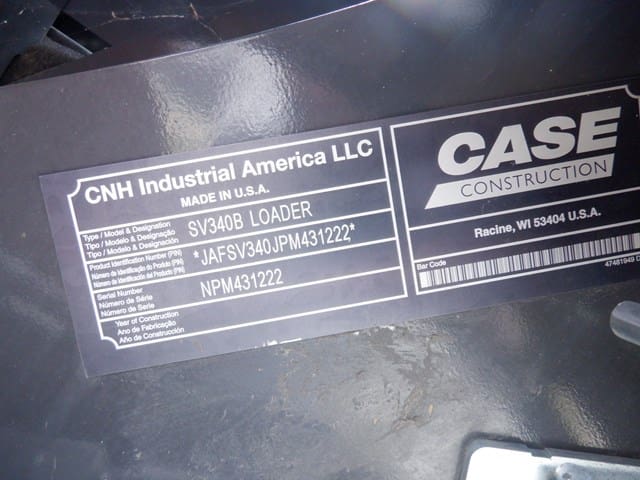 CNH Industrial America LLC
MADE IN U.S.A.
Type / Model & Designation
Tipo / Modelo & Designação
Tipo / Modelo & Designación
SV340B LOADER
Product Identification Number (PIN)
Número de Identificação do Produto (PIN)
Número de Identificación del Producto (PIN)
*JAFSV340JPM431222*
Serial Number
Número de Série
Número de Serie
NPM431222
Year of Construction
Ano de Fabricação
Año de Construcción
CASE
CONSTRUCTION
Racine, WI 53404 U.S.A.
Bar Code
47481949